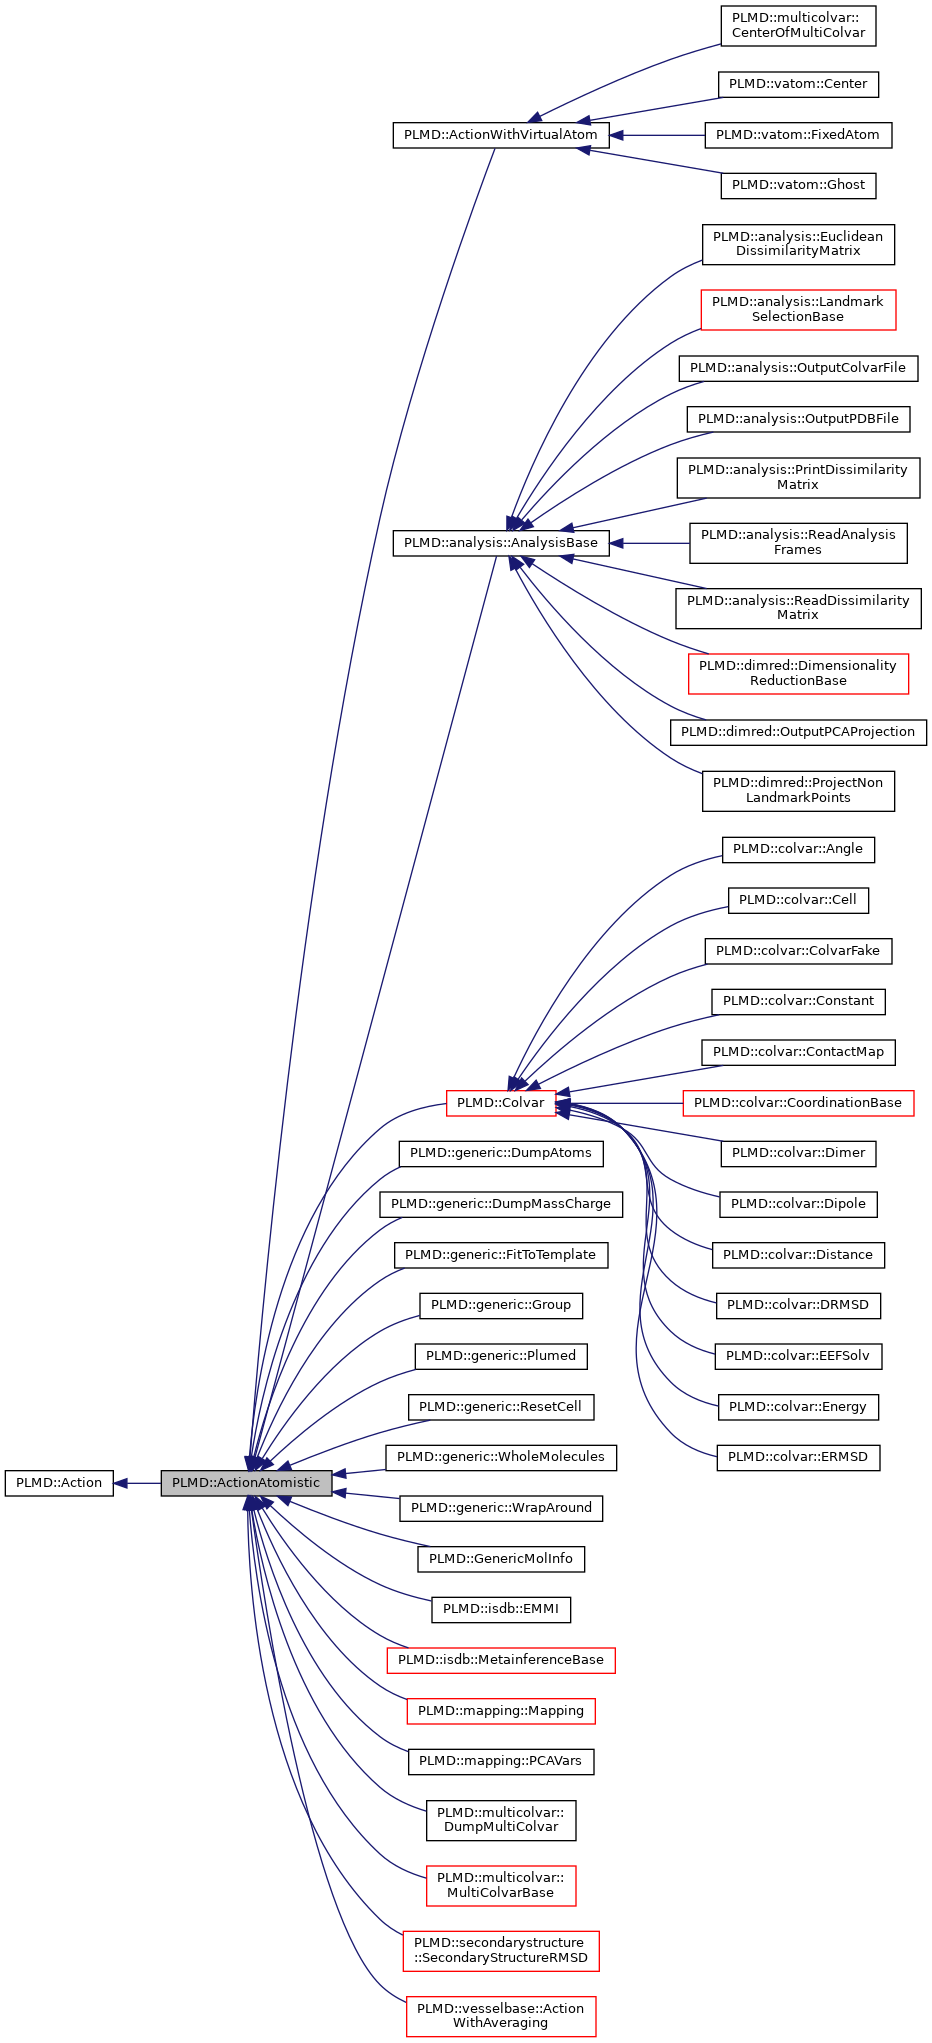 PLMD::multicolvar::
CenterOfMultiColvar
PLMD::vatom::Center
PLMD::ActionWithVirtualAtom
PLMD::vatom::FixedAtom
PLMD::vatom::Ghost
PLMD::analysis::Euclidean
DissimilarityMatrix
PLMD::analysis::Landmark
SelectionBase
PLMD::analysis::OutputColvarFile
PLMD::analysis::OutputPDBFile
PLMD::analysis::PrintDissimilarity
Matrix
PLMD::analysis::AnalysisBase
PLMD::analysis::ReadAnalysis
Frames
PLMD::analysis::ReadDissimilarity
Matrix
PLMD::dimred::Dimensionality
ReductionBase
PLMD::dimred::OutputPCAProjection
PLMD::dimred::ProjectNon
LandmarkPoints
PLMD::colvar::Angle
PLMD::colvar::Cell
PLMD::colvar::ColvarFake
PLMD::colvar::Constant
PLMD::colvar::ContactMap
PLMD::Colvar
PLMD::colvar::CoordinationBase
PLMD::generic::DumpAtoms
PLMD::colvar::Dimer
PLMD::generic::DumpMassCharge
PLMD::colvar::Dipole
PLMD::generic::FitToTemplate
PLMD::colvar::Distance
PLMD::generic::Group
PLMD::colvar::DRMSD
PLMD::generic::Plumed
PLMD::colvar::EEFSolv
PLMD::generic::ResetCell
PLMD::colvar::Energy
PLMD::generic::WholeMolecules
PLMD::colvar::ERMSD
PLMD::Action
PLMD::ActionAtomistic
PLMD::generic::WrapAround
PLMD::GenericMolInfo
PLMD::isdb::EMMI
PLMD::isdb::MetainferenceBase
PLMD::mapping::Mapping
PLMD::mapping::PCAVars
PLMD::multicolvar::
DumpMultiColvar
PLMD::multicolvar::
MultiColvarBase
PLMD::secondarystructure
::SecondaryStructureRMSD
PLMD::vesselbase::Action
WithAveraging